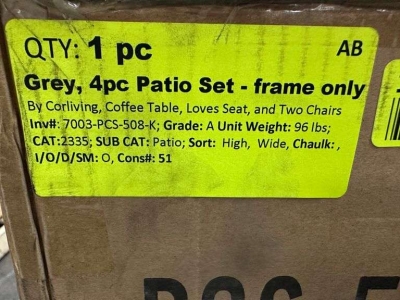 QTY: 1 pc AB
Grey, 4pc Patio Set - frame only
By Corliving, Coffee Table, Loves Seat, and Two Chairs
Inv#: 7003-PCS-508-K; Grade: A Unit Weight: 96 lbs;
CAT:2335; SUB CAT: Patio; Sort: High, Wide, Chaulk: ,
I/O/D/SM: O, Cons#: 51